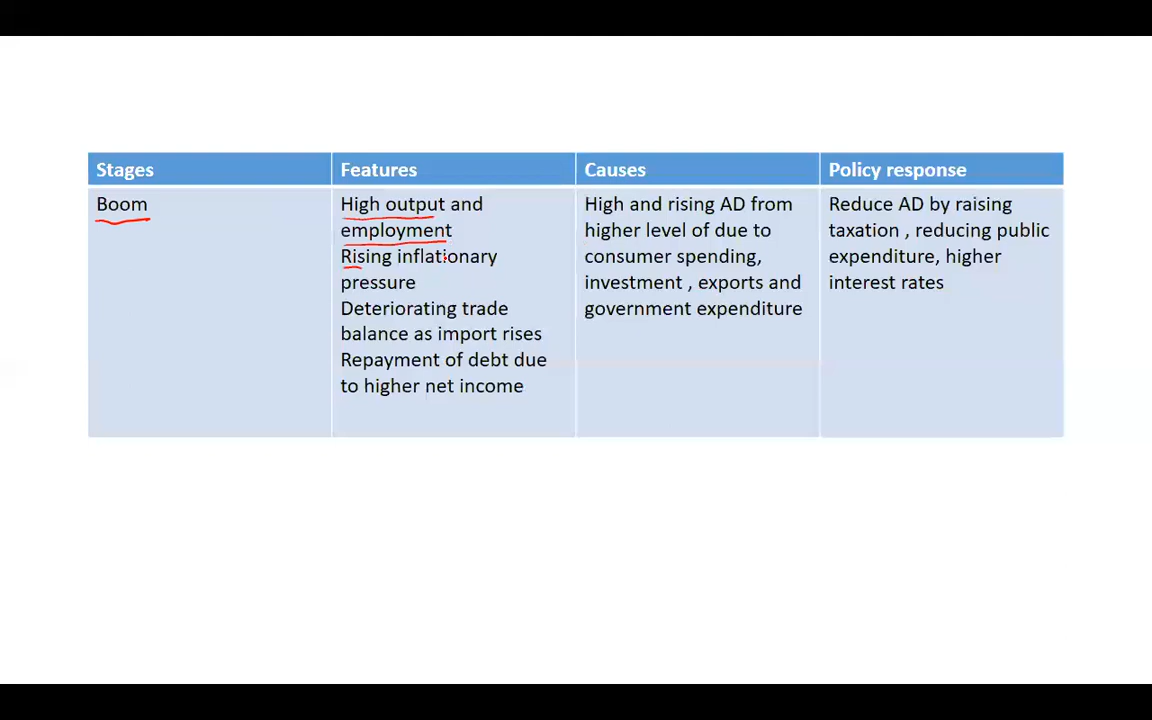 Stages
Features
Causes
Policy response
Boom
High output and
employment
Rising inflationary
pressure
Deteriorating trade
balance as import rises
Repayment of debt due
to higher net income
High and rising AD from
higher level of due to
consumer spending,
investment , exports and
government expenditure
Reduce AD by raising
taxation , reducing public
expenditure, higher
interest rates